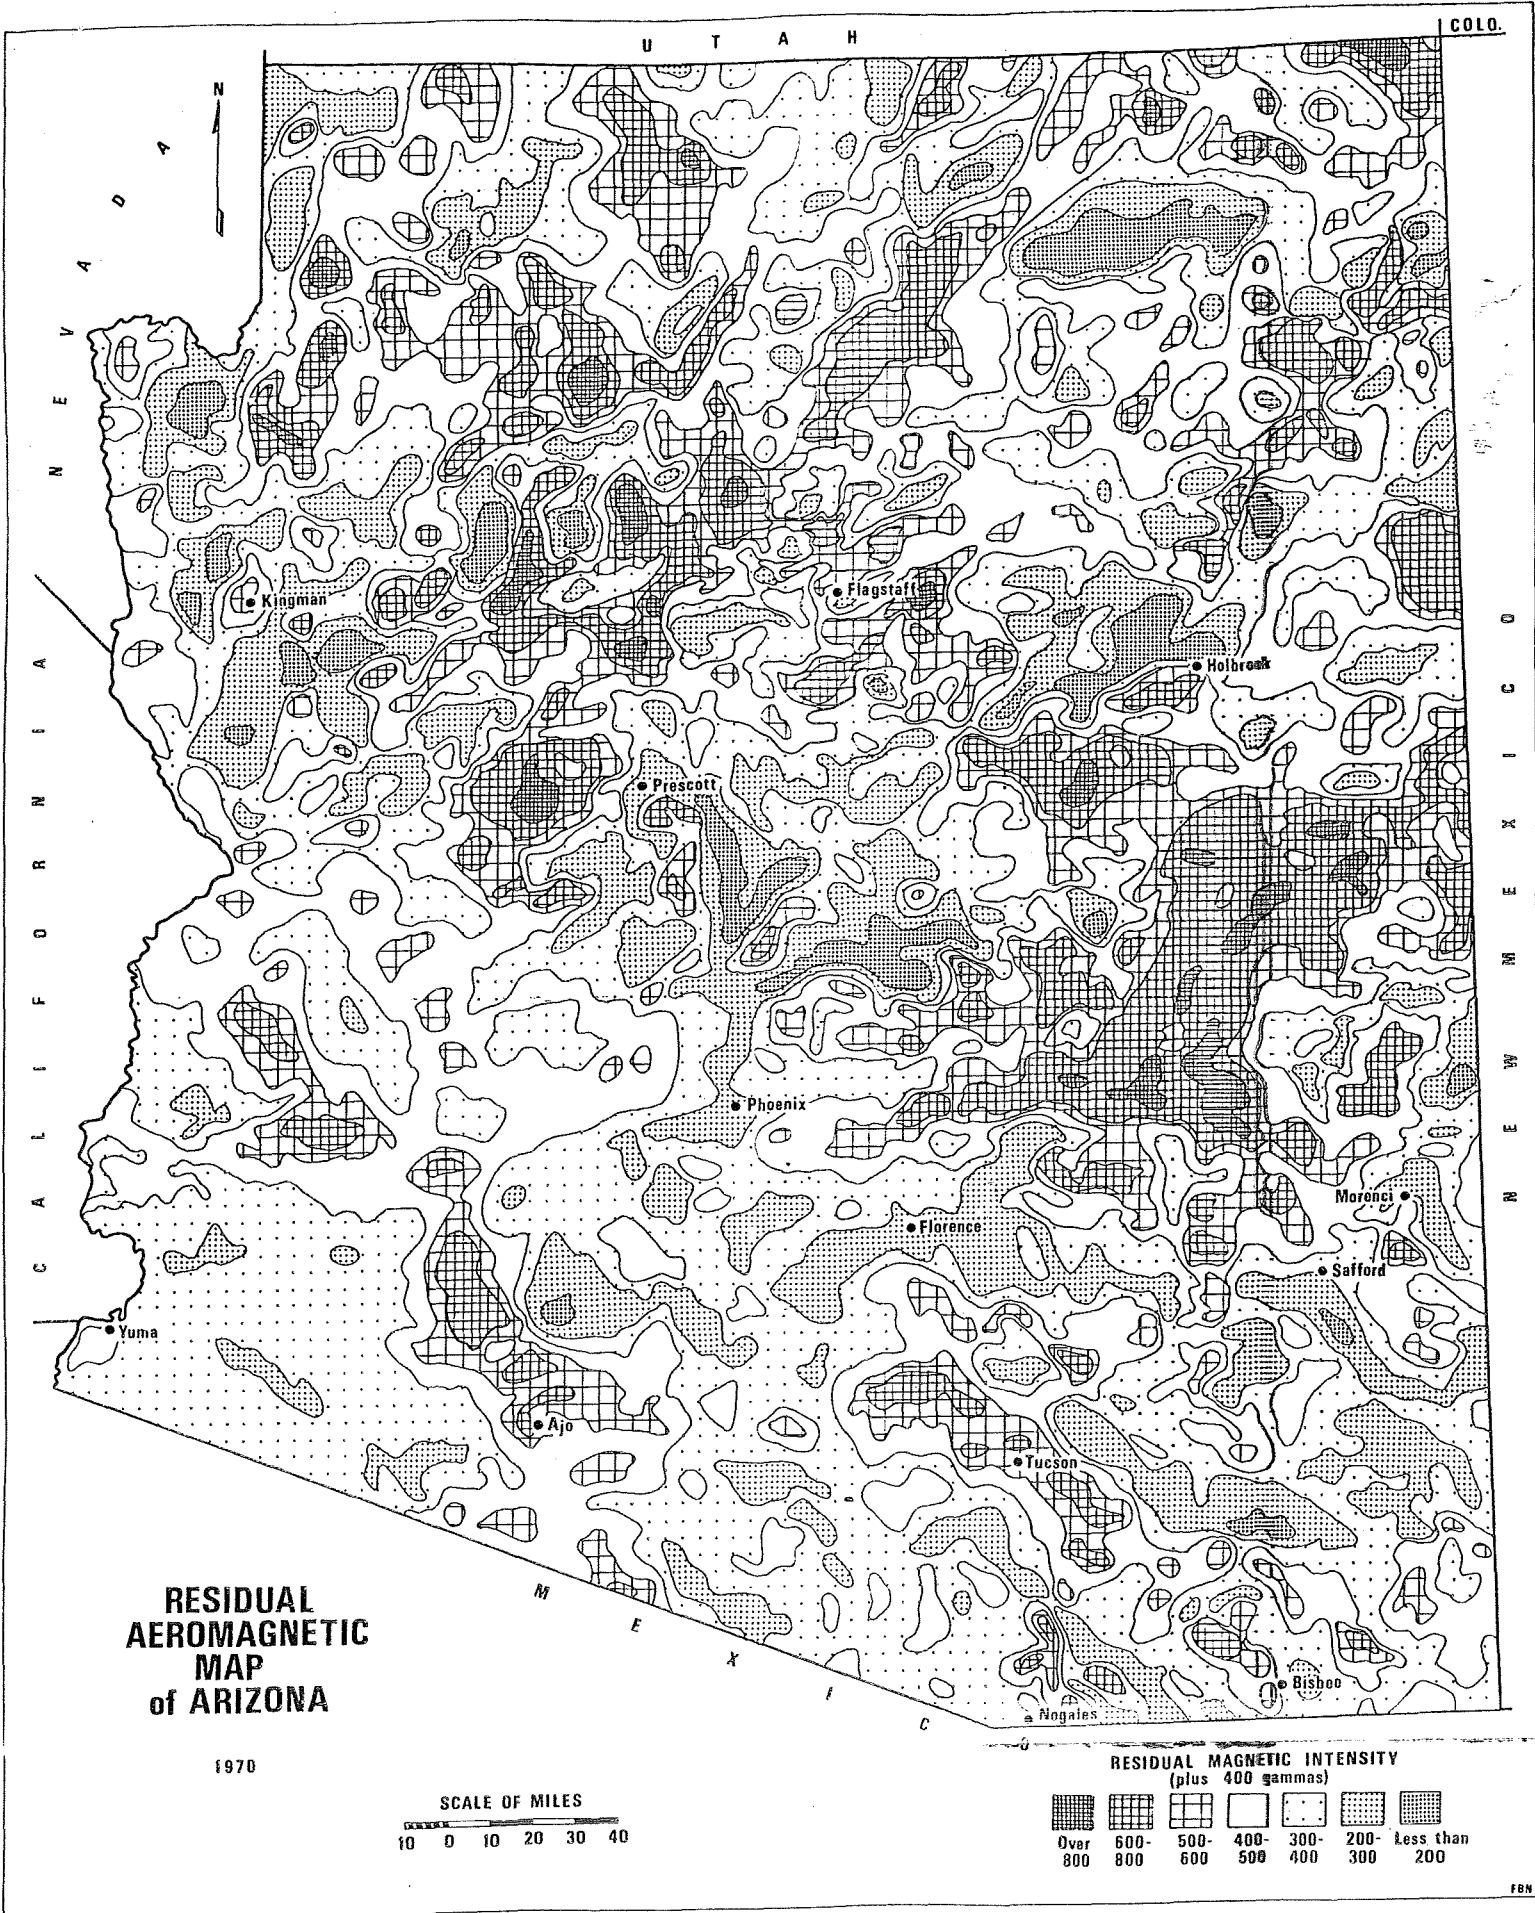 COLO.
U T A H
N
N E V A D A
Kingman
Flagstaff
Holbrook
Prescott
C A L I F O R N I A
N E W M E X I C O
Phoenix
Morenci
Florence
Safford
Yuma
Ajo
Tucson
Bisbee
Nogales
M E X I C O
RESIDUAL
AEROMAGNETIC
MAP
of ARIZONA
1970
SCALE OF MILES
10 0 10 20 30 40
RESIDUAL MAGNETIC INTENSITY
(plus 400 gammas)
Over 600- 500- 400- 300- 200- Less than
800 800 600 500 400 300 200
FBN